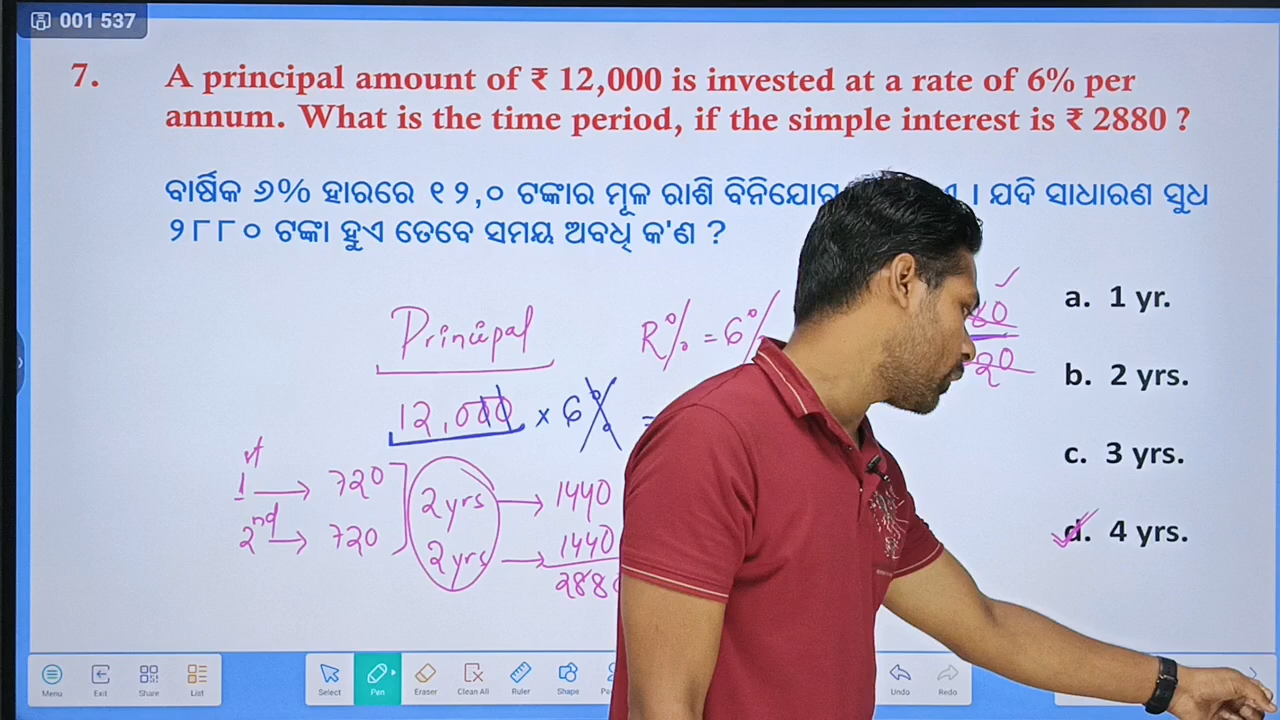 001 537
7. A principal amount of ₹ 12,000 is invested at a rate of 6% per
annum. What is the time period, if the simple interest is ₹ 2880 ?
ବାର୍ଷିକ ୬% ହାରରେ ୧୨,୦ ଟଙ୍କାର ମୂଳ ରାଶି । ଯଦି ସାଧାରଣ ସୁଧ
୨୮୮୦ ଟଙ୍କା ହୁଏ ତେବେ ସମୟ ଅବଧି କ'ଣ ?
a. 1 yr.
b. 2 yrs.
c. 3 yrs.
d. 4 yrs.
Principal R% = 6%
12,000 × 6% =
1st → 720
2nd → 720
2 yrs → 1440
2 yrs → 1440
2880
20
Menu Exit Share List Select Pen Eraser Clean All Ruler Shape Undo Redo